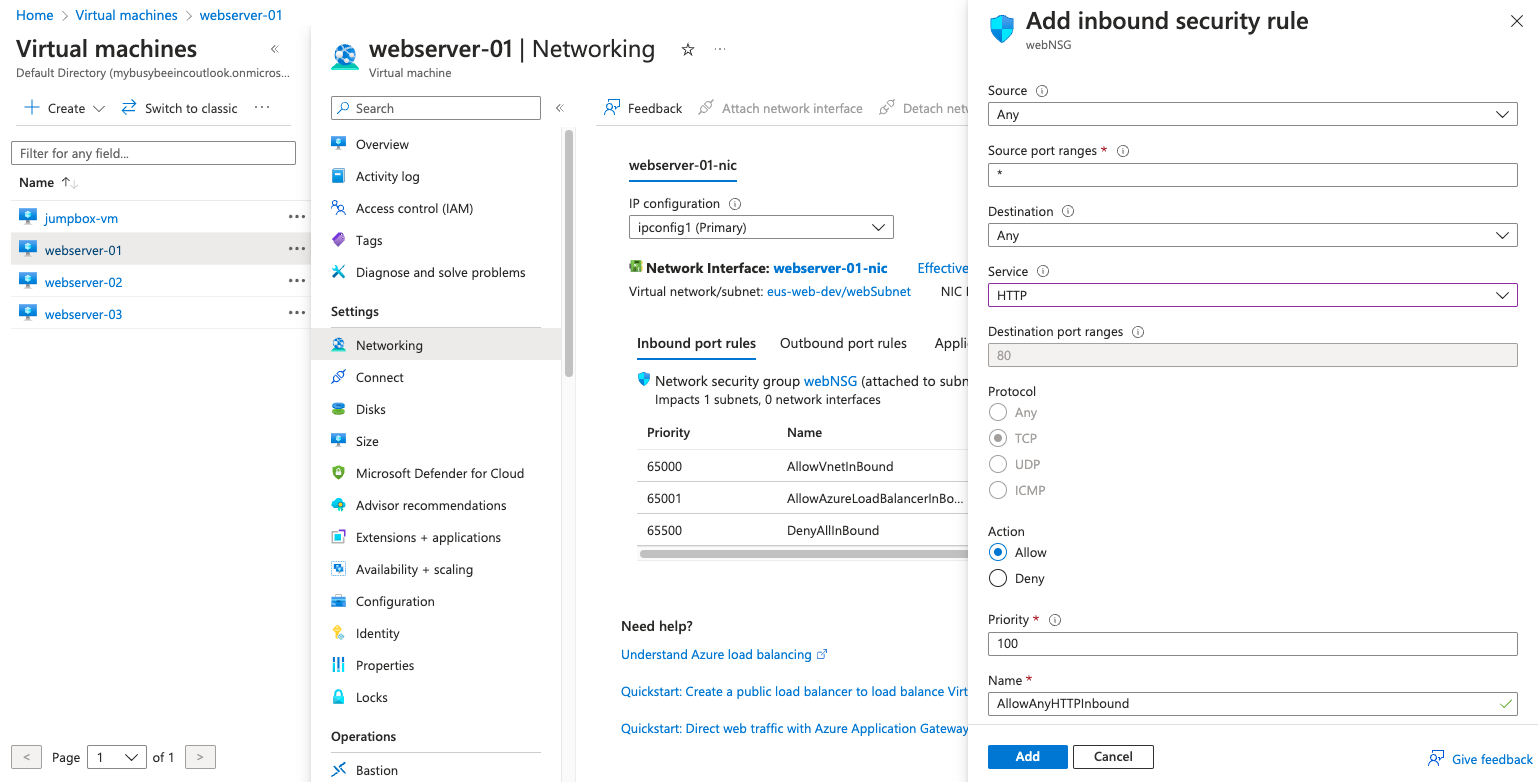 Home > Virtual machines > webserver-01
Virtual machines «
Default Directory (mybusybeeincoutlook.onmicros...
+ Create Switch to classic ...
Filter for any field...
Name ↑↓
jumpbox-vm ...
webserver-01 ...
webserver-02 ...
webserver-03 ...
< Page 1 of 1 >
webserver-01 | Networking ☆ ...
Virtual machine
Search «
Overview
Activity log
Access control (IAM)
Tags
Diagnose and solve problems
Settings
Networking
Connect
Disks
Size
Microsoft Defender for Cloud
Advisor recommendations
Extensions + applications
Availability + scaling
Configuration
Identity
Properties
Locks
Operations
Bastion
Feedback Attach network interface Detach netw
webserver-01-nic
IP configuration
ipconfig1 (Primary)
Network Interface: webserver-01-nic Effective
Virtual network/subnet: eus-web-dev/webSubnet NIC
Inbound port rules Outbound port rules Appli
Network security group webNSG (attached to subn
Impacts 1 subnets, 0 network interfaces
Priority Name
65000 AllowVnetInBound
65001 AllowAzureLoadBalancerInBo...
65500 DenyAllInBound
Need help?
Understand Azure load balancing
Quickstart: Create a public load balancer to load balance Virt
Quickstart: Direct web traffic with Azure Application Gateway
Add inbound security rule
webNSG
Source
Any
Source port ranges *
*
Destination
Any
Service
HTTP
Destination port ranges
80
Protocol
Any
TCP
UDP
ICMP
Action
Allow
Deny
Priority *
100
Name *
AllowAnyHTTPInbound
Add Cancel Give feedback